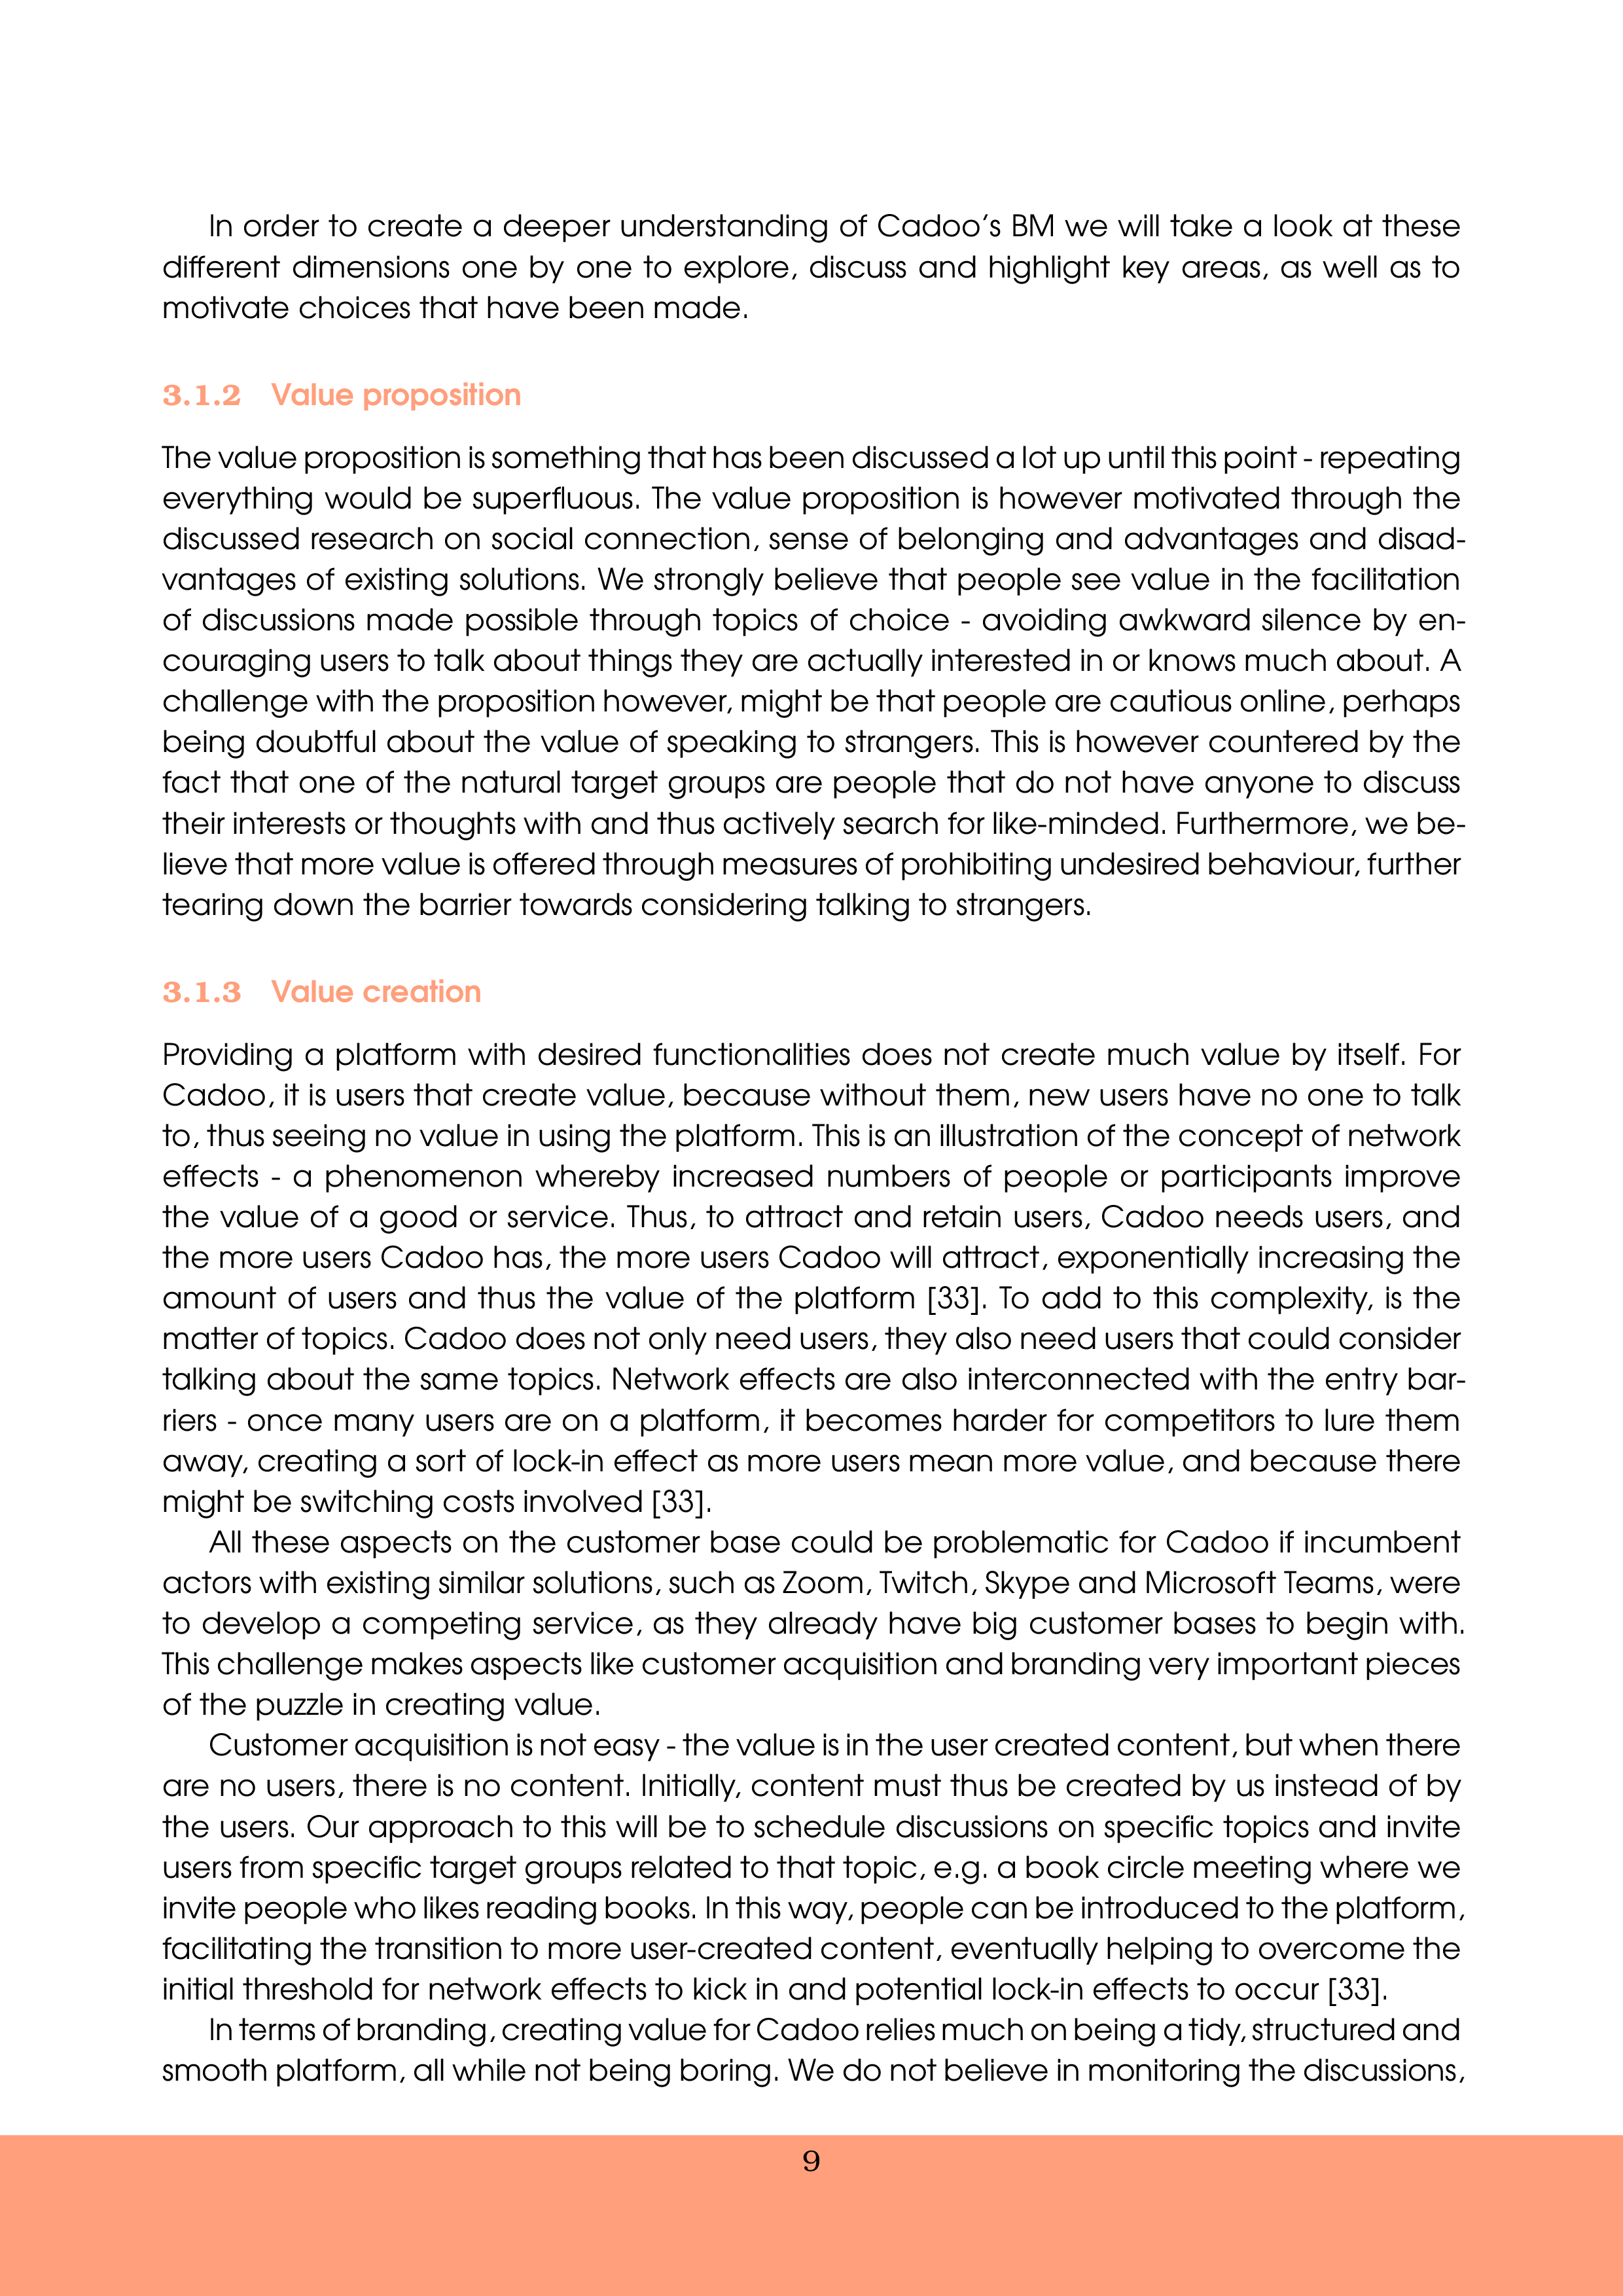 In order to create a deeper understanding of Cadoo's BM we will take a look at these
different dimensions one by one to explore, discuss and highlight key areas, as well as to
motivate choices that have been made.
3.1.2 Value proposition
The value proposition is something that has been discussed a lot up until this point - repeating
everything would be superfluous. The value proposition is however motivated through the
discussed research on social connection, sense of belonging and advantages and disad-
vantages of existing solutions. We strongly believe that people see value in the facilitation
of discussions made possible through topics of choice - avoiding awkward silence by en-
couraging users to talk about things they are actually interested in or knows much about. A
challenge with the proposition however, might be that people are cautious online, perhaps
being doubtful about the value of speaking to strangers. This is however countered by the
fact that one of the natural target groups are people that do not have anyone to discuss
their interests or thoughts with and thus actively search for like-minded. Furthermore, we be-
lieve that more value is offered through measures of prohibiting undesired behaviour, further
tearing down the barrier towards considering talking to strangers.
3.1.3 Value creation
Providing a platform with desired functionalities does not create much value by itself. For
Cadoo, it is users that create value, because without them, new users have no one to talk
to, thus seeing no value in using the platform. This is an illustration of the concept of network
effects - a phenomenon whereby increased numbers of people or participants improve
the value of a good or service. Thus, to attract and retain users, Cadoo needs users, and
the more users Cadoo has, the more users Cadoo will attract, exponentially increasing the
amount of users and thus the value of the platform [33]. To add to this complexity, is the
matter of topics. Cadoo does not only need users, they also need users that could consider
talking about the same topics. Network effects are also interconnected with the entry bar-
riers - once many users are on a platform, it becomes harder for competitors to lure them
away, creating a sort of lock-in effect as more users mean more value, and because there
might be switching costs involved [33].
All these aspects on the customer base could be problematic for Cadoo if incumbent
actors with existing similar solutions, such as Zoom, Twitch, Skype and Microsoft Teams, were
to develop a competing service, as they already have big customer bases to begin with.
This challenge makes aspects like customer acquisition and branding very important pieces
of the puzzle in creating value.
Customer acquisition is not easy - the value is in the user created content, but when there
are no users, there is no content. Initially, content must thus be created by us instead of by
the users. Our approach to this will be to schedule discussions on specific topics and invite
users from specific target groups related to that topic, e.g. a book circle meeting where we
invite people who likes reading books. In this way, people can be introduced to the platform,
facilitating the transition to more user-created content, eventually helping to overcome the
initial threshold for network effects to kick in and potential lock-in effects to occur [33].
In terms of branding, creating value for Cadoo relies much on being a tidy, structured and
smooth platform, all while not being boring. We do not believe in monitoring the discussions,
9